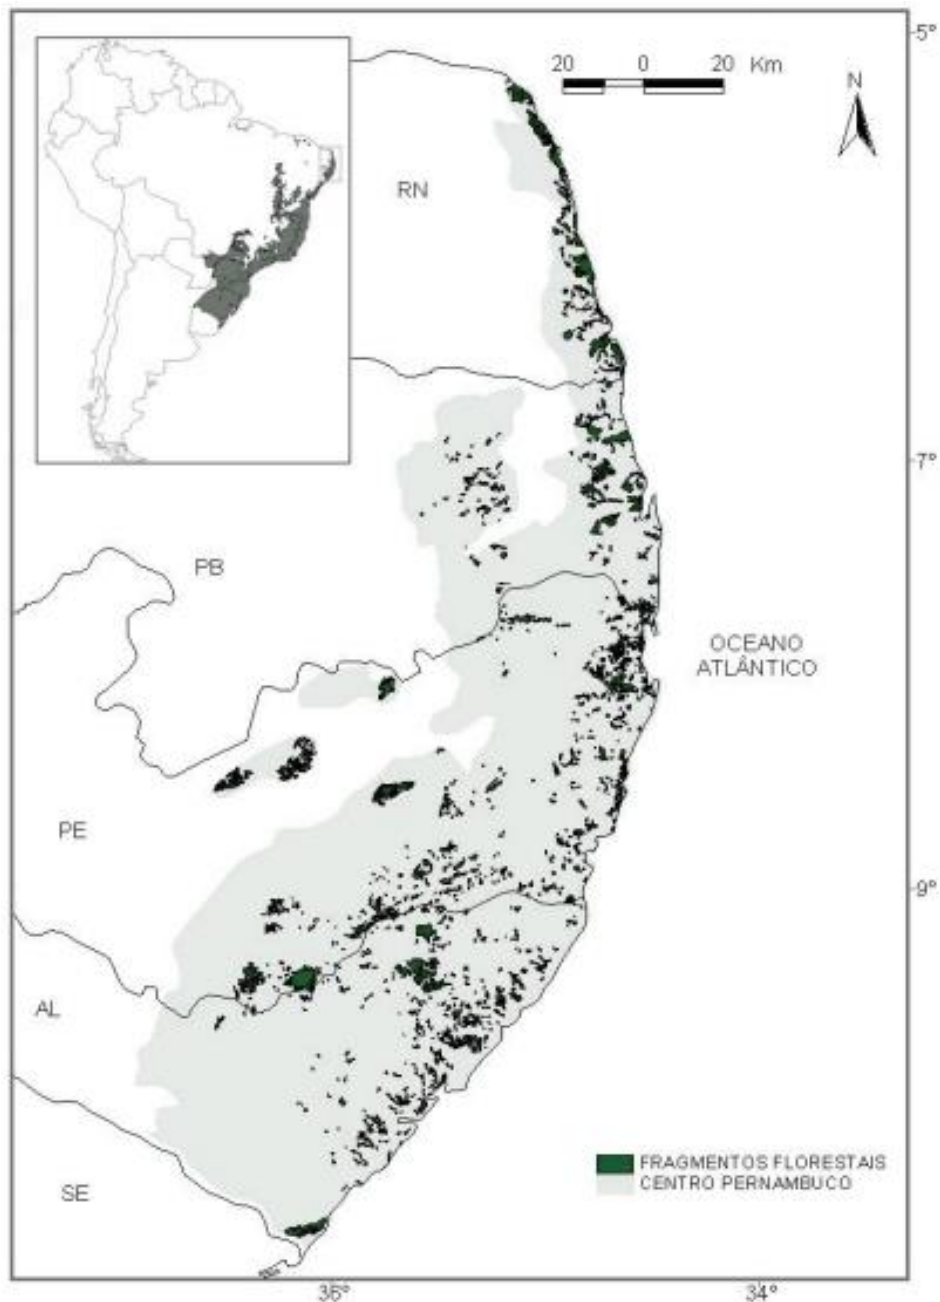 5°
20 0 20 Km
N
RN
7°
PB
OCEANO
ATLÂNTICO
PE
9°
AL
FRAGMENTOS FLORESTAIS
CENTRO PERNAMBUCO
SE
36°
34°